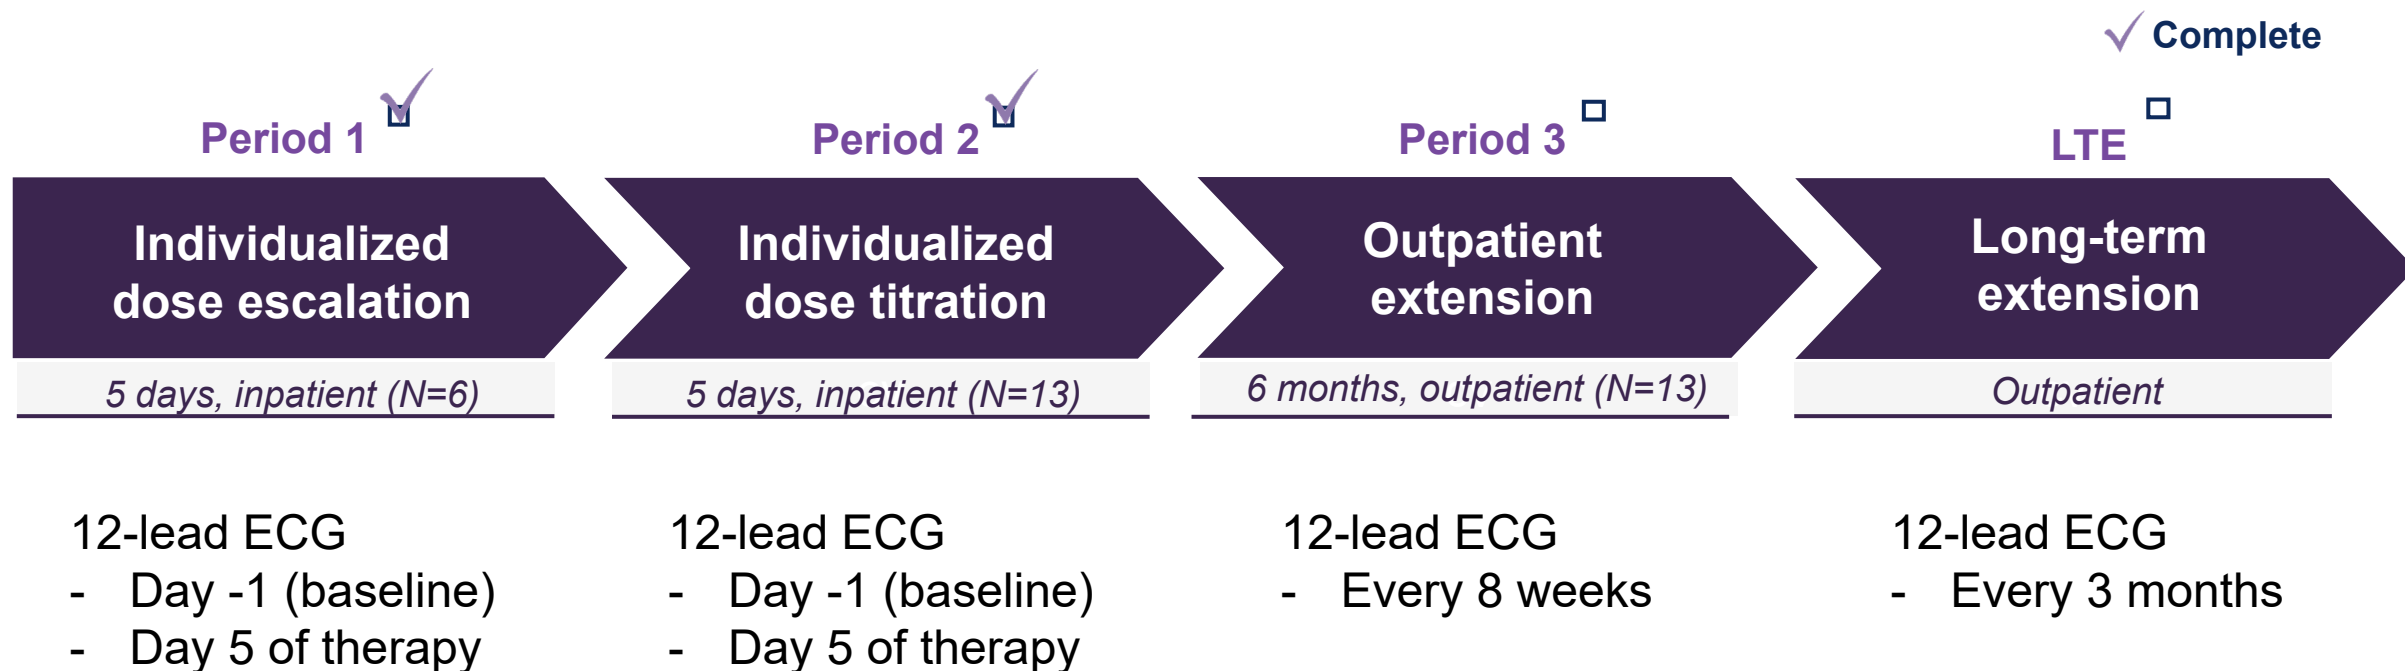 Complete
Period 1
Period 2
Period 3
LTE
Individualized
dose escalation
Individualized
dose titration
Outpatient
extension
Long-term
extension
5 days, inpatient (N=6)
5 days, inpatient (N=13)
6 months, outpatient (N=13)
Outpatient
12-lead ECG
- Day -1 (baseline)
- Day 5 of therapy
12-lead ECG
- Day -1 (baseline)
- Day 5 of therapy
12-lead ECG
- Every 8 weeks
12-lead ECG
- Every 3 months